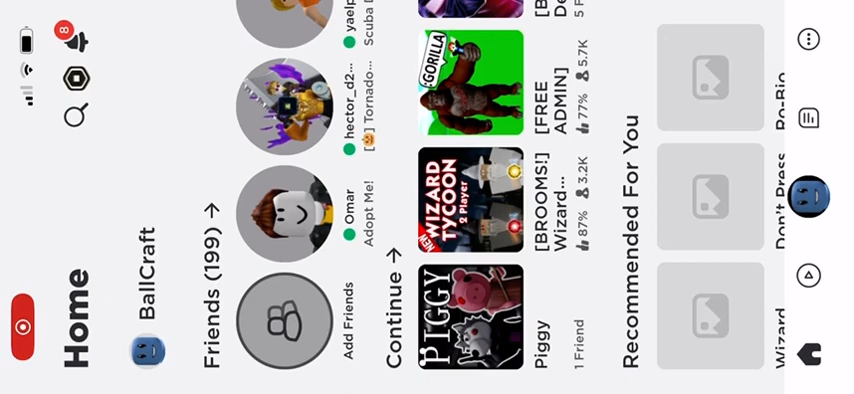 8
Home
BallCraft
Friends (199) →
Add Friends
Omar
Adopt Me!
hector_d2...
[🎃] Tornado...
yaelp
Scuba D
Continue →
PIGGY
Piggy
1 Friend
NEW
WIZARD
TYCOON
2 Player
[BROOMS!]
Wizard...
87% 3.2K
GORILLA
[FREE
ADMIN]
77% 5.7K
[B
De
5 F
Recommended For You
Wizard
Don't Press
Ro-Bio